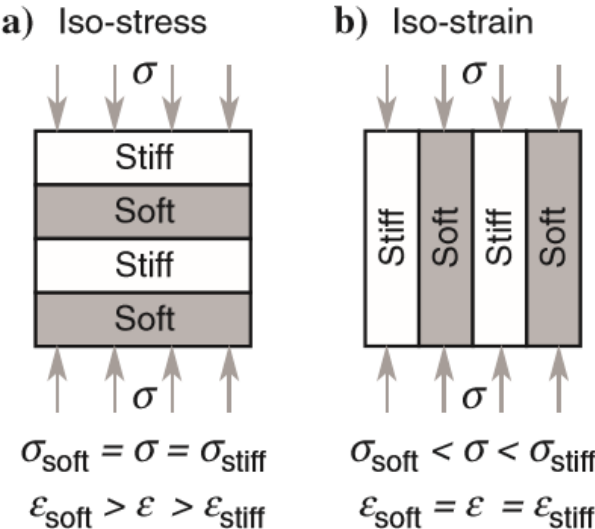 a) Iso-stress
σ
Stiff
Soft
Stiff
Soft
σ
σsoft = σ = σstiff
εsoft > ε > εstiff
b) Iso-strain
σ
Stiff
Soft
Stiff
Soft
σ
σsoft < σ < σstiff
εsoft = ε = εstiff